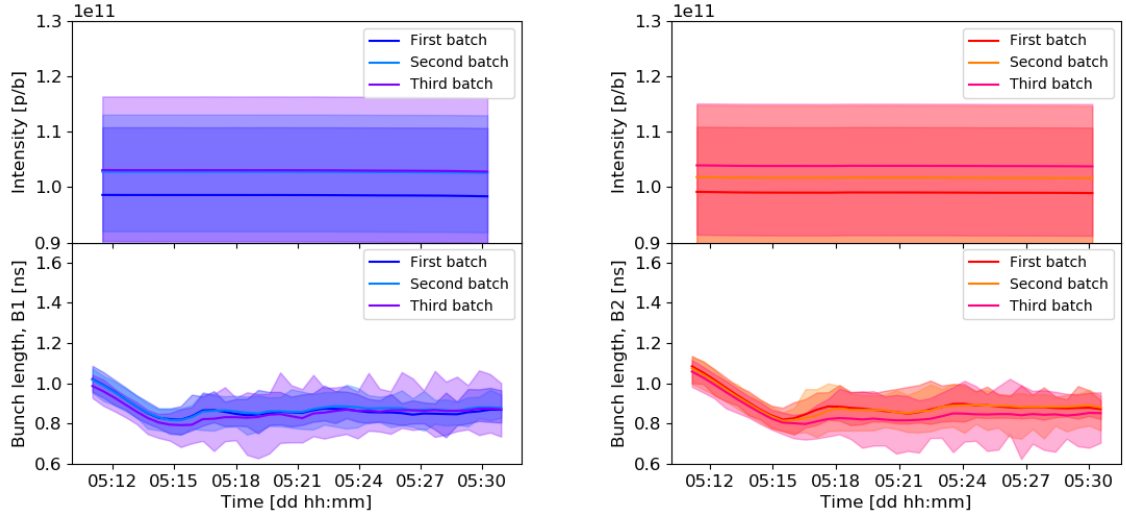 1e11
1.3
1.2
1.1
1.0
0.9
Intensity [p/b]
First batch
Second batch
Third batch
1.6
1.4
1.2
1.0
0.8
0.6
Bunch length, B1 [ns]
First batch
Second batch
Third batch
05:12 05:15 05:18 05:21 05:24 05:27 05:30
Time [dd hh:mm]
1e11
1.3
1.2
1.1
1.0
0.9
Intensity [p/b]
First batch
Second batch
Third batch
1.6
1.4
1.2
1.0
0.8
0.6
Bunch length, B2 [ns]
First batch
Second batch
Third batch
05:12 05:15 05:18 05:21 05:24 05:27 05:30
Time [dd hh:mm]